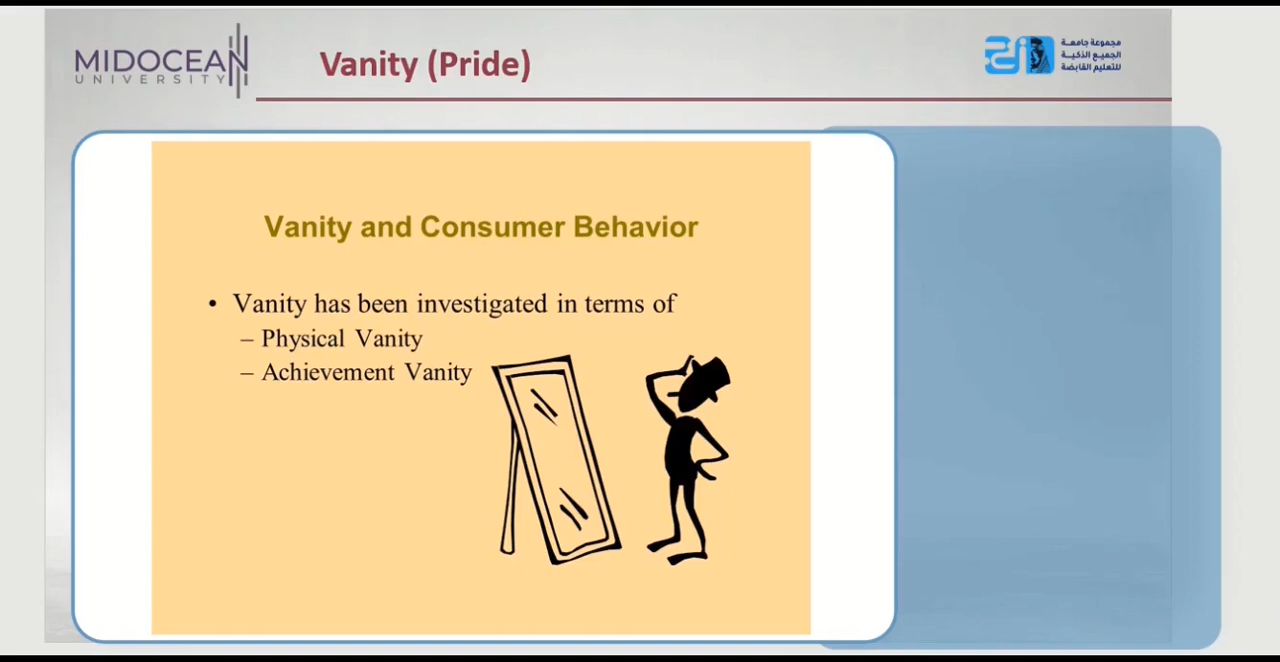 MIDOCEAN
UNIVERSITY
Vanity (Pride)
مجموعة جامعة
الجميع الذكية
للتعليم القابضة
Vanity and Consumer Behavior
• Vanity has been investigated in terms of
– Physical Vanity
– Achievement Vanity